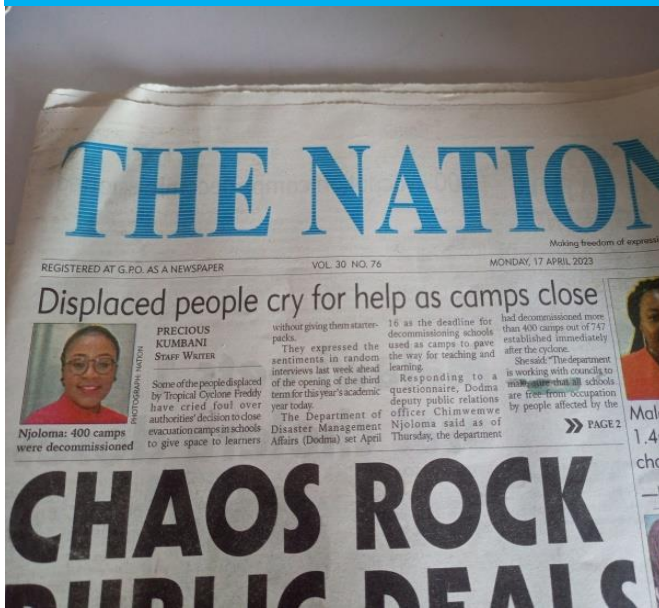 THE NATION
Making freedom of
REGISTERED AT G.P.O. AS A NEWSPAPER
VOL. 30 NO. 76
MONDAY, 17 APRIL 2023
Displaced people cry for help as camps close
PHOTOGRAPH: NATION
Njoloma: 400 camps
were decommissioned
PRECIOUS
KUMBANI
STAFF WRITER
Some of the people displaced
by Tropical Cyclone Freddy
have cried foul over
authorities' decision to close
evacuation camps in schools
to give space to learners
without giving them starter-
packs.
They expressed the
sentiments in random
interviews last week ahead
of the opening of the third
term for this year's academic
year today.
The Department of
Disaster Management
Affairs (Dodma) set April
16 as the deadline for
decommissioning schools
used as camps to pave
the way for teaching and
learning.
Responding to a
questionnaire, Dodma
deputy public relations
officer Chimwemwe
Njoloma said as of
Thursday, the department
had decommissioned more
than 400 camps out of 747
established immediately
after the cyclone.
She said: "The department
is working with councils to
make sure that all schools
are free from occupation
by people affected by the
PAGE 2
1.4
CHAOS ROCK
PUBLIC DEALS